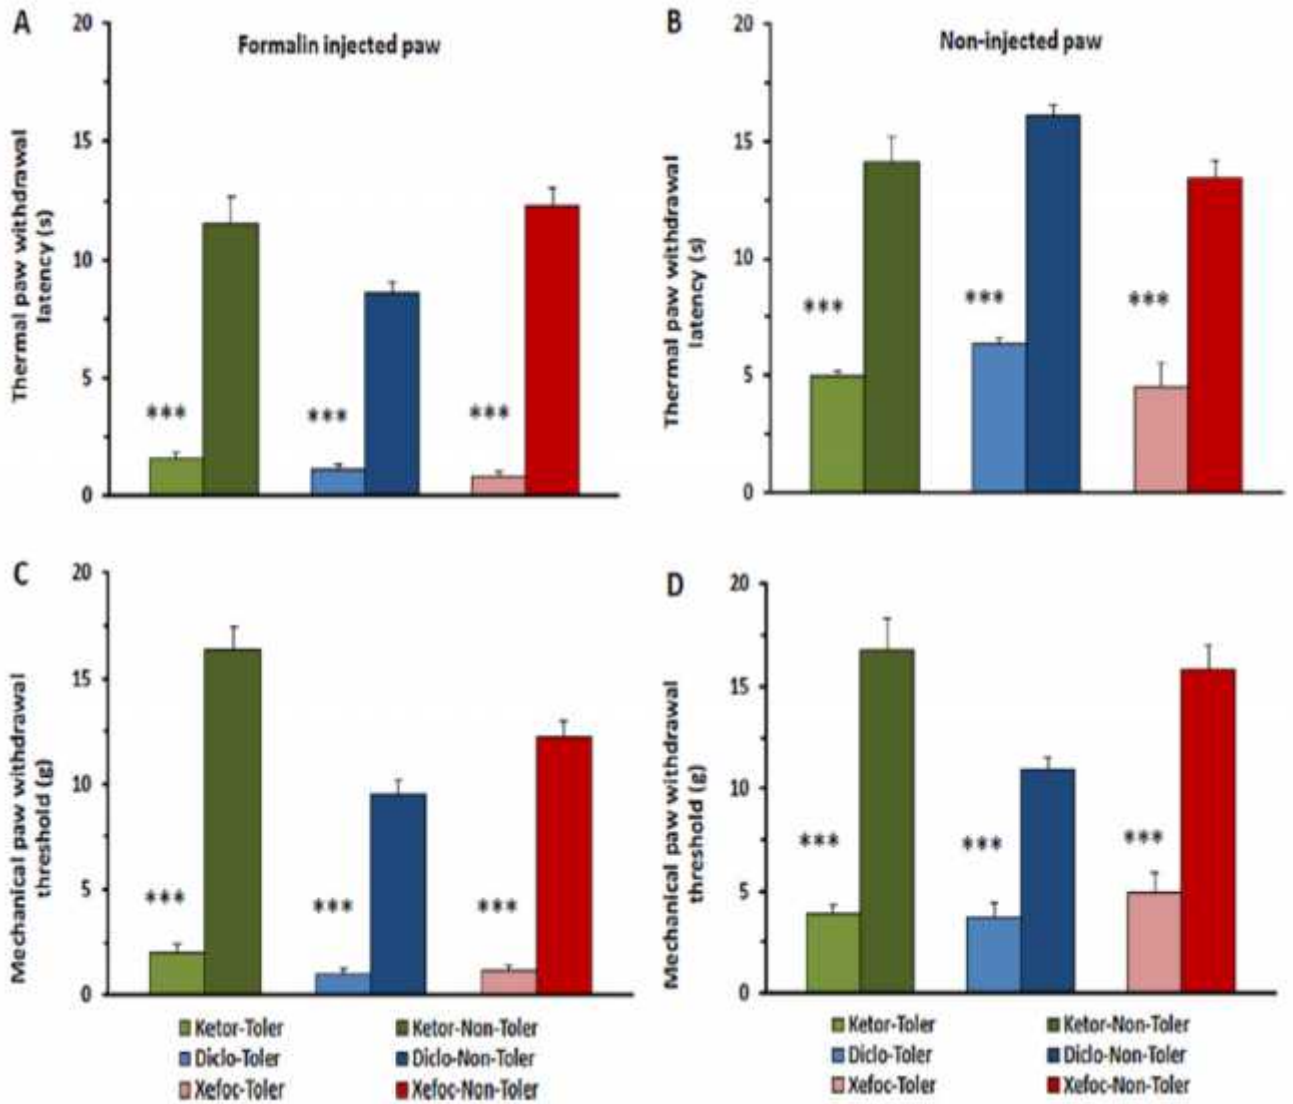 A
Formalin injected paw
Thermal paw withdrawal
latency (s)
20
15
10
5
0
***
***
***
B
Non-injected paw
Thermal paw withdrawal
latency (s)
20
15
10
5
0
***
***
***
C
Mechanical paw withdrawal
threshold (g)
20
15
10
5
0
***
***
***
Ketor-Toler
Ketor-Non-Toler
Diclo-Toler
Diclo-Non-Toler
Xefoc-Toler
Xefoc-Non-Toler
D
Mechanical paw withdrawal
threshold (g)
20
15
10
5
0
***
***
***
Ketor-Toler
Ketor-Non-Toler
Diclo-Toler
Diclo-Non-Toler
Xefoc-Toler
Xefoc-Non-Toler